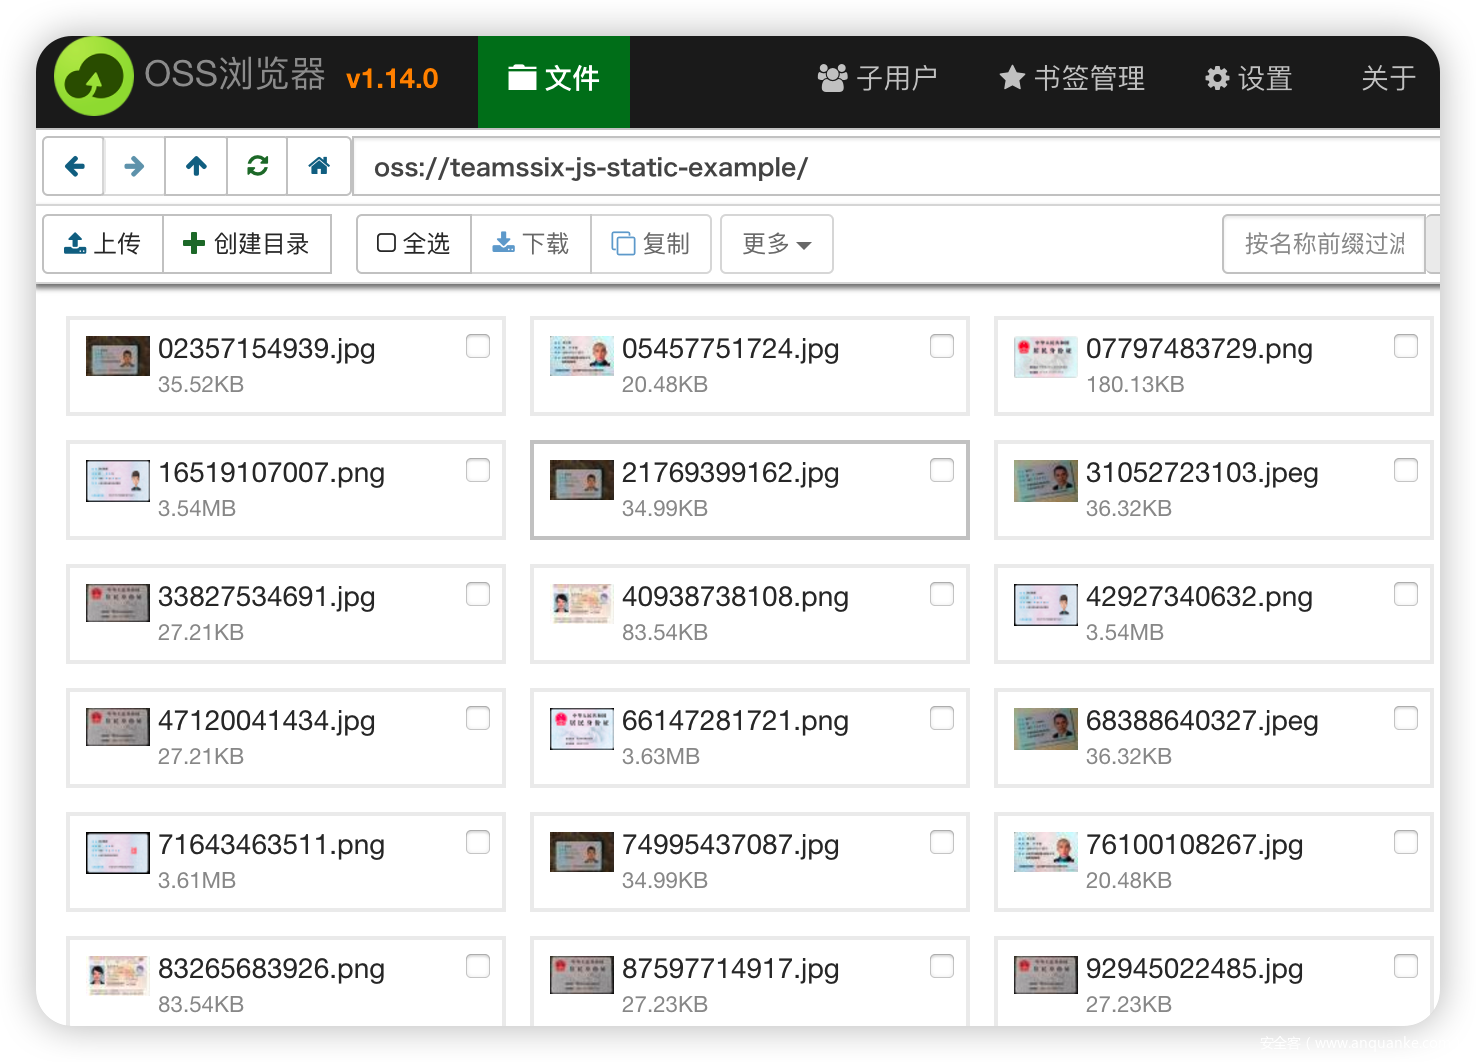 OSS浏览器 v1.14.0 文件 子用户 书签管理 设置 关于
oss://teamssix-js-static-example/
上传 创建目录 全选 下载 复制 更多 按名称前缀过滤
02357154939.jpg 05457751724.jpg 07797483729.png
35.52KB 20.48KB 180.13KB
16519107007.png 21769399162.jpg 31052723103.jpeg
3.54MB 34.99KB 36.32KB
33827534691.jpg 40938738108.png 42927340632.png
27.21KB 83.54KB 3.54MB
47120041434.jpg 66147281721.png 68388640327.jpeg
27.21KB 3.63MB 36.32KB
71643463511.png 74995437087.jpg 76100108267.jpg
3.61MB 34.99KB 20.48KB
83265683926.png 87597714917.jpg 92945022485.jpg
83.54KB 27.23KB 27.23KB
安全客 ( www.anquanke.co